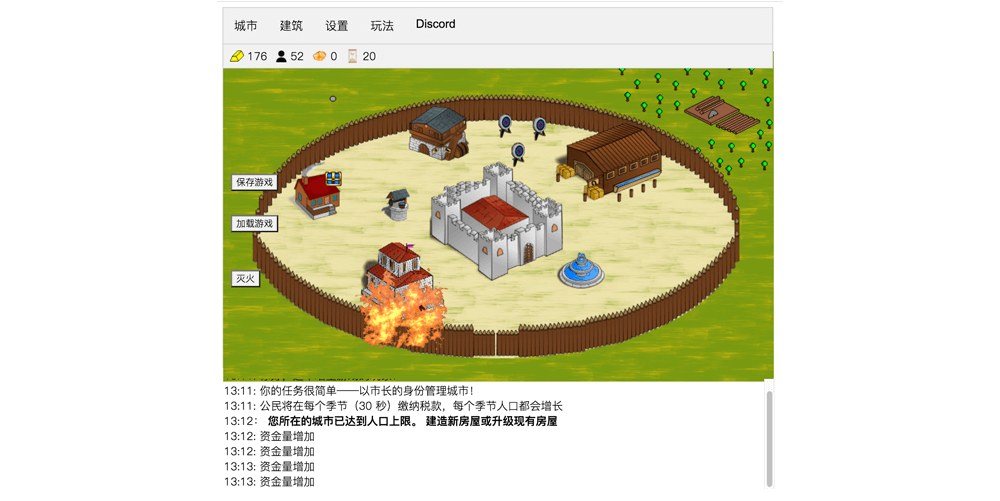 城市 建筑 设置 玩法 Discord
176 52 0 20
保存游戏
加载游戏
灭火
13:11: 你的任务很简单——以市长的身份管理城市！
13:11: 公民将在每个季节（30 秒）缴纳税款，每个季节人口都会增长
13:12： 您所在的城市已达到人口上限。 建造新房屋或升级现有房屋
13:12: 资金量增加
13:12: 资金量增加
13:13: 资金量增加
13:13: 资金量增加